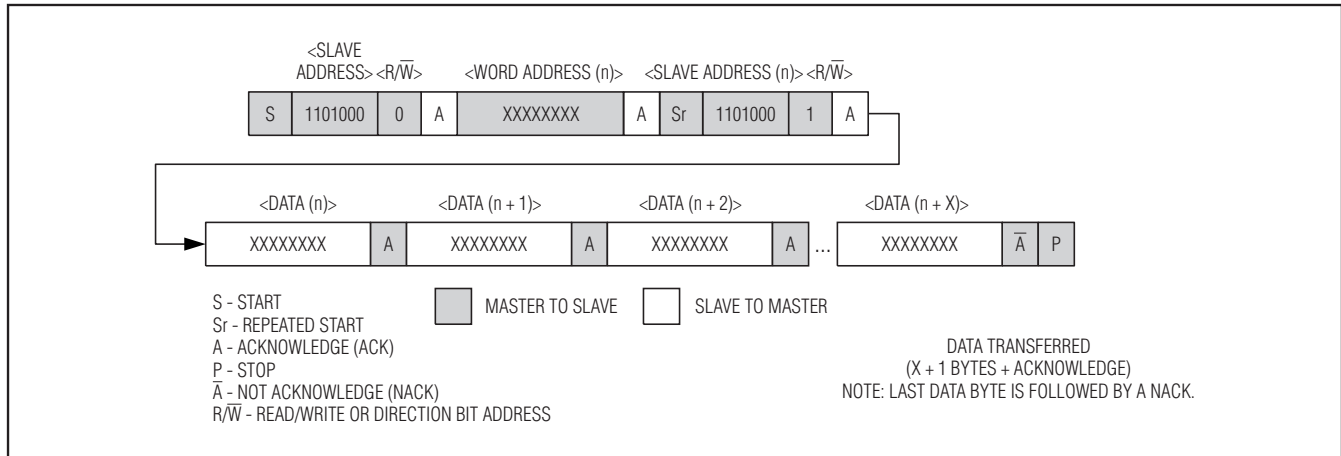 <SLAVE
ADDRESS> <R/W̅> <WORD ADDRESS (n)> <SLAVE ADDRESS (n)> <R/W̅>
S 1101000 0 A XXXXXXXX A Sr 1101000 1 A
<DATA (n)> <DATA (n + 1)> <DATA (n + 2)> <DATA (n + X)>
XXXXXXXX A XXXXXXXX A XXXXXXXX A ... XXXXXXXX A̅ P
S - START
Sr - REPEATED START
A - ACKNOWLEDGE (ACK)
P - STOP
A̅ - NOT ACKNOWLEDGE (NACK)
R/W̅ - READ/WRITE OR DIRECTION BIT ADDRESS
MASTER TO SLAVE
SLAVE TO MASTER
DATA TRANSFERRED
(X + 1 BYTES + ACKNOWLEDGE)
NOTE: LAST DATA BYTE IS FOLLOWED BY A NACK.